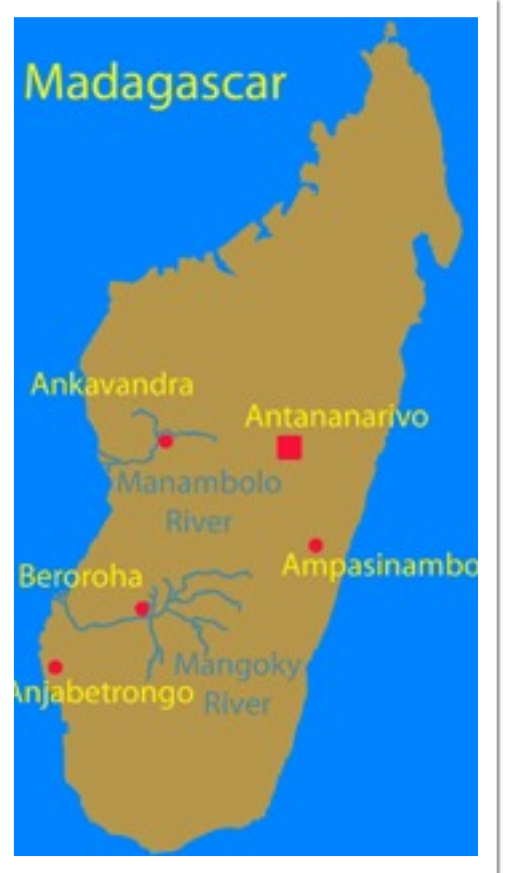 Madagascar
Ankavandra
Antananarivo
Manambolo
River
Ampasinambo
Beroroha
Mangoky
River
Anjabetrongo